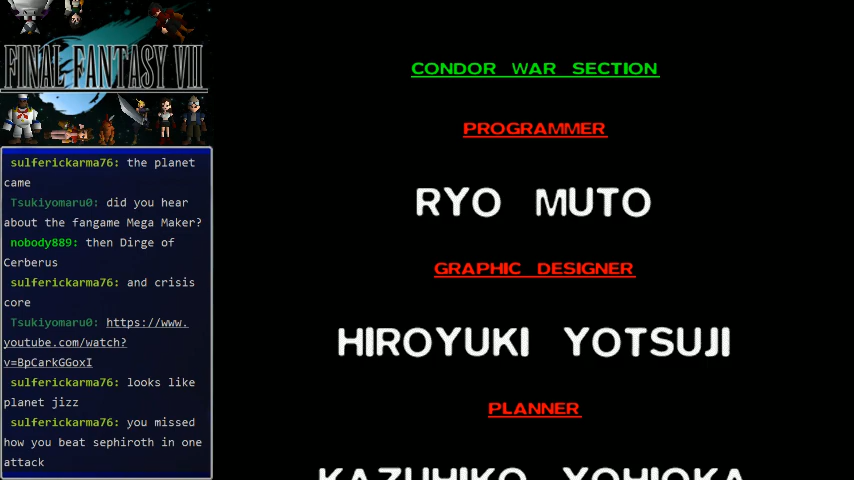 FINAL FANTASY VII
sulferickarma76: the planet
came
Tsukiyomaru0: did you hear
about the fangame Mega Maker?
nobody889: then Dirge of
Cerberus
sulferickarma76: and crisis
core
Tsukiyomaru0: https://www.
youtube.com/watch?
v=BpCarkGGoxI
sulferickarma76: looks like
planet jizz
sulferickarma76: you missed
how you beat sephiroth in one
attack
CONDOR WAR SECTION
PROGRAMMER
RYO MUTO
GRAPHIC DESIGNER
HIROYUKI YOTSUJI
PLANNER
KAZUHIKO YOHIOKA